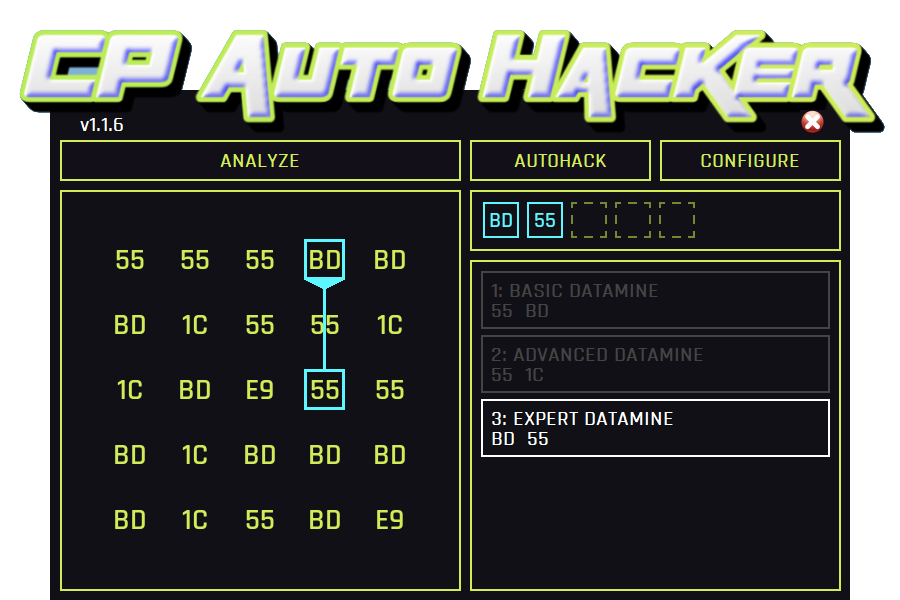 CP AUTO HACKER
v1.1.6
ANALYZE AUTOHACK CONFIGURE
BD 55
55 55 55 BD BD
BD 1C 55 55 1C
1C BD E9 55 55
BD 1C BD BD BD
BD 1C 55 BD E9
1: BASIC DATAMINE
55 BD
2: ADVANCED DATAMINE
55 1C
3: EXPERT DATAMINE
BD 55